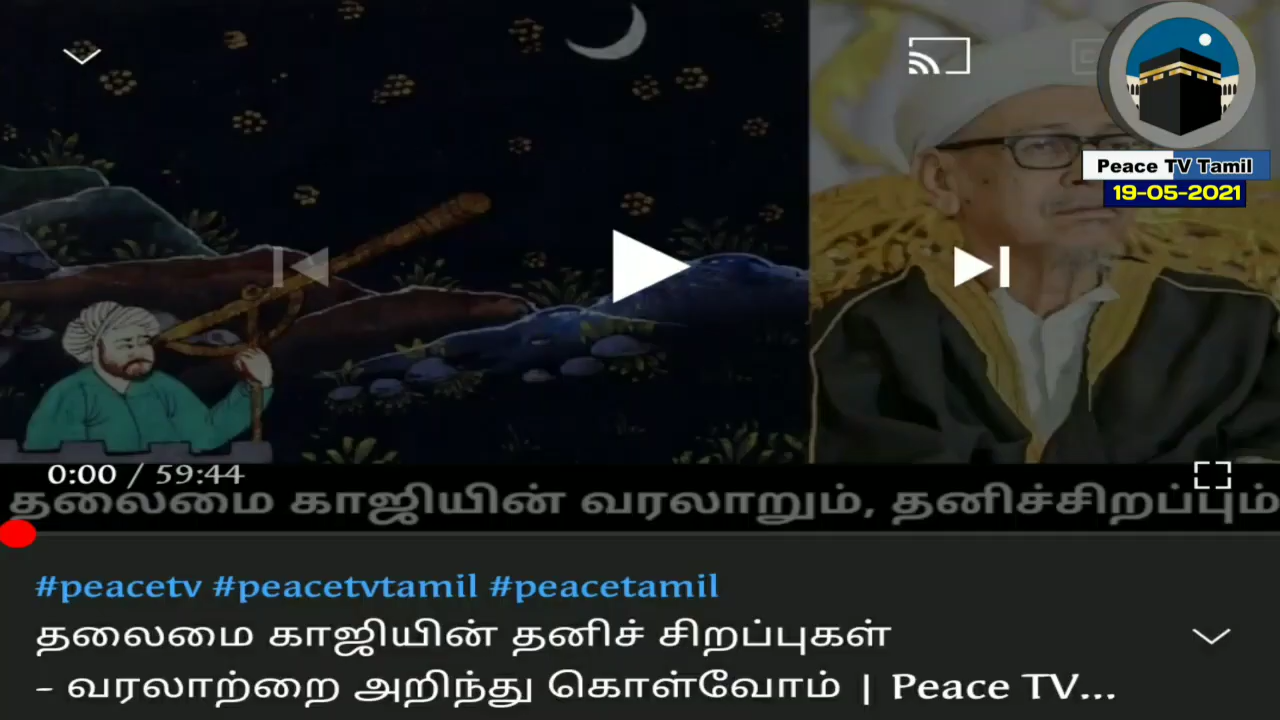 Peace TV Tamil
19-05-2021
0:00 / 59:44
தலைமை காஜியின் வரலாறும், தனிச்சிறப்பும்
#peacetv #peacetvtamil #peacetamil
தலைமை காஜியின் தனிச் சிறப்புகள்
- வரலாற்றை அறிந்து கொள்வோம் | Peace TV...